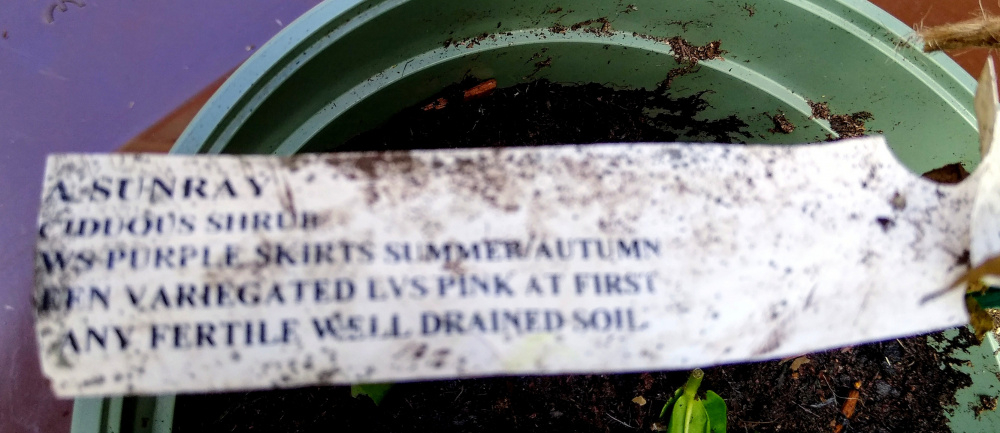 A-SUNRAY
CIDUOUS SHRUB
WS-PURPLE SKIRTS SUMMER/AUTUMN
EEN VARIEGATED LVS PINK AT FIRST
ANY FERTILE WELL DRAINED SOIL